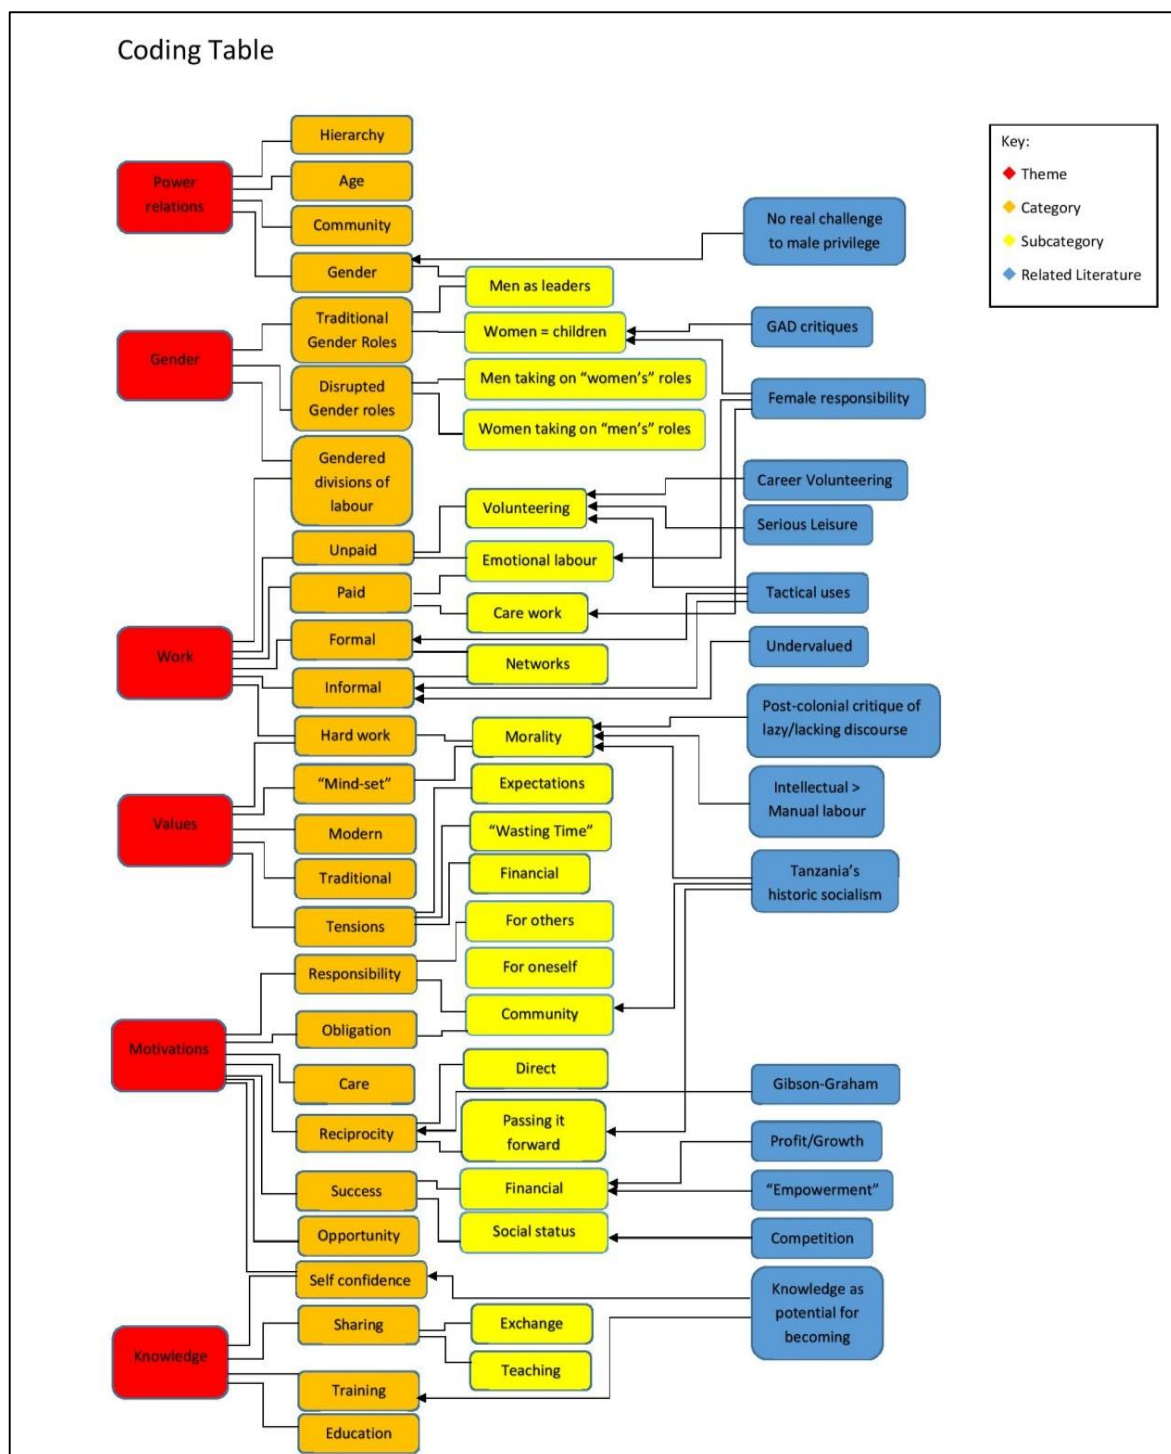 Coding Table
Key:
Theme
Category
Subcategory
Related Literature
Power
relations
Gender
Work
Values
Motivations
Knowledge
Hierarchy
Age
Community
Gender
Traditional
Gender Roles
Disrupted
Gender roles
Gendered
divisions of
labour
Unpaid
Paid
Formal
Informal
Hard work
“Mind-set”
Modern
Traditional
Tensions
Responsibility
Obligation
Care
Reciprocity
Success
Opportunity
Self confidence
Sharing
Training
Education
Men as leaders
Women = children
Men taking on “women’s” roles
Women taking on “men’s” roles
Volunteering
Emotional labour
Care work
Networks
Morality
Expectations
“Wasting Time”
Financial
For others
For oneself
Community
Direct
Passing it
forward
Financial
Social status
Exchange
Teaching
No real challenge
to male privilege
GAD critiques
Female responsibility
Career Volunteering
Serious Leisure
Tactical uses
Undervalued
Post-colonial critique of
lazy/lacking discourse
Intellectual >
Manual labour
Tanzania’s
historic socialism
Gibson-Graham
Profit/Growth
“Empowerment”
Competition
Knowledge as
potential for
becoming